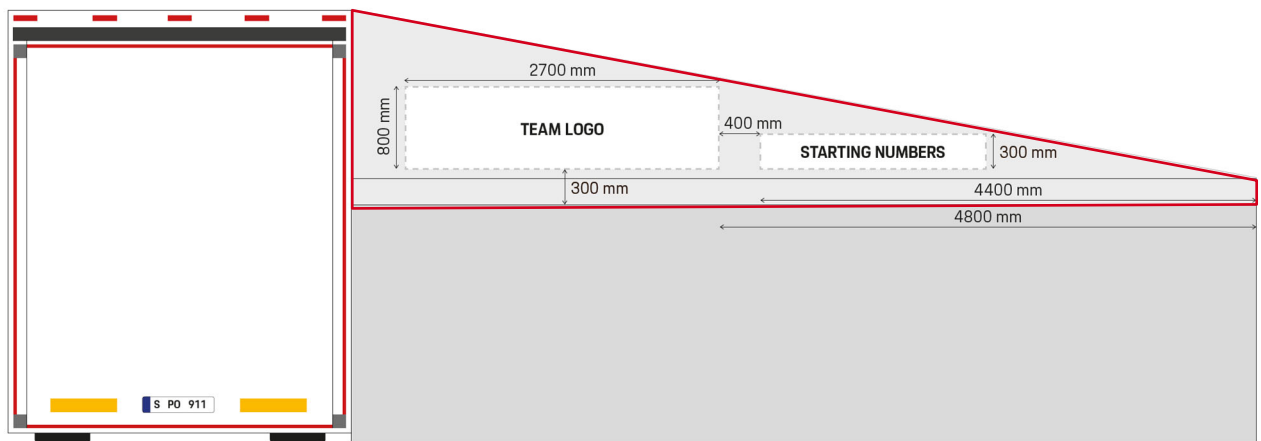 2700 mm
800 mm
TEAM LOGO
400 mm
STARTING NUMBERS
300 mm
300 mm
4400 mm
4800 mm
S PO 911